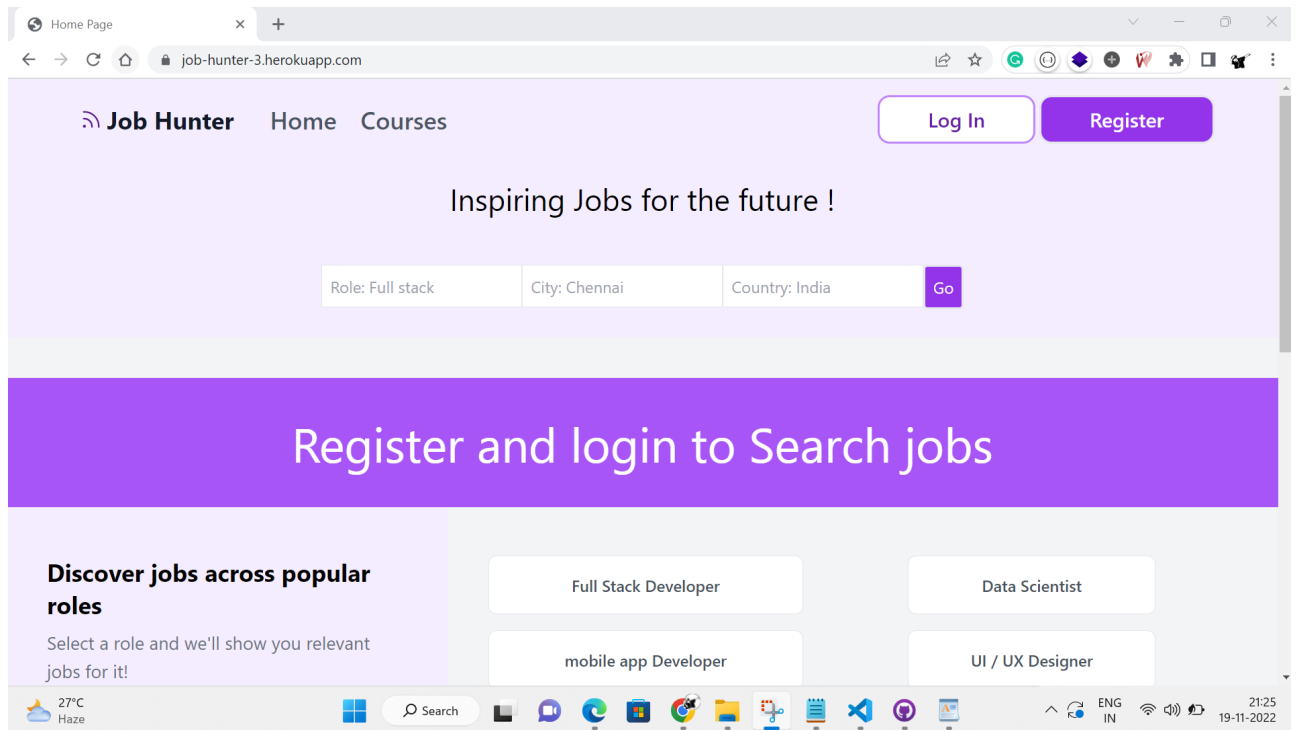 Home Page
job-hunter-3.herokuapp.com
Job Hunter Home Courses Log In Register
Inspiring Jobs for the future !
Role: Full stack City: Chennai Country: India Go
Register and login to Search jobs
Discover jobs across popular
roles
Select a role and we'll show you relevant
jobs for it!
Full Stack Developer Data Scientist
mobile app Developer UI / UX Designer
27°C
Haze
Search
ENG
IN
21:25
19-11-2022